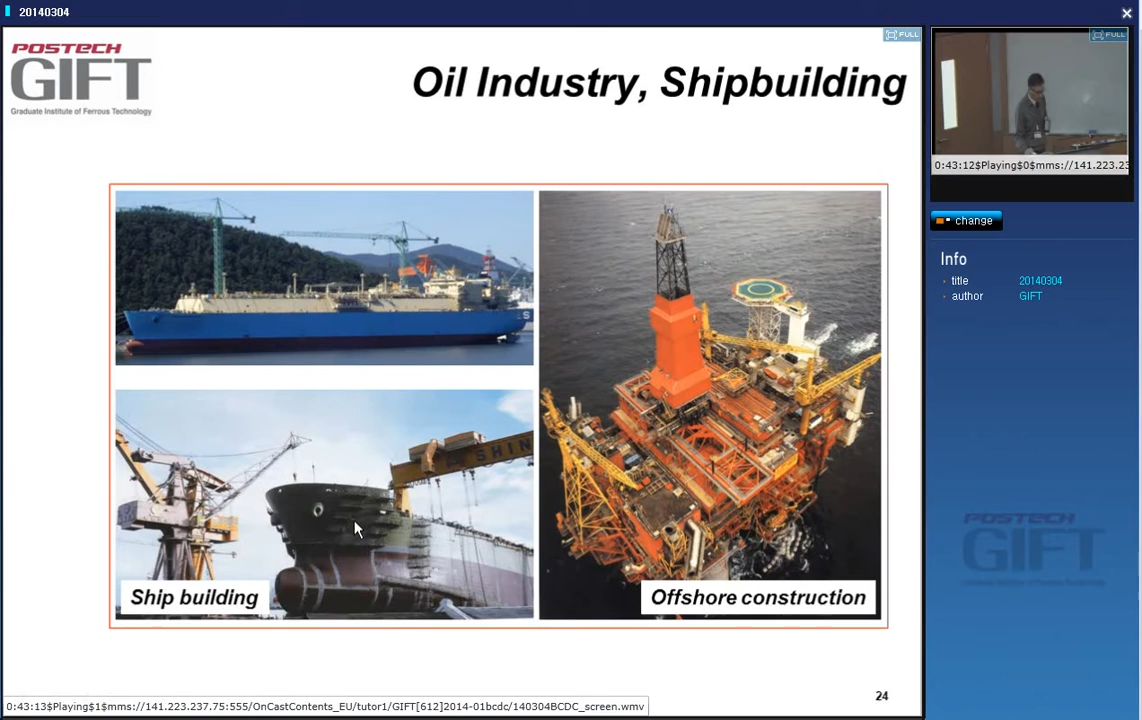 20140304
POSTECH
GIFT
Graduate Institute of Ferrous Technology
FULL
Oil Industry, Shipbuilding
Ship building
Offshore construction
24
0:43:13$Playing$1$mms://141.223.237.75:555/OnCastContents_EU/tutor1/GIFT[612]2014-01bcdc/140304BCDC_screen.wmv
FULL
0:43:12$Playing$0$mms://141.223.23
change
Info
title 20140304
author GIFT
POSTECH
GIFT